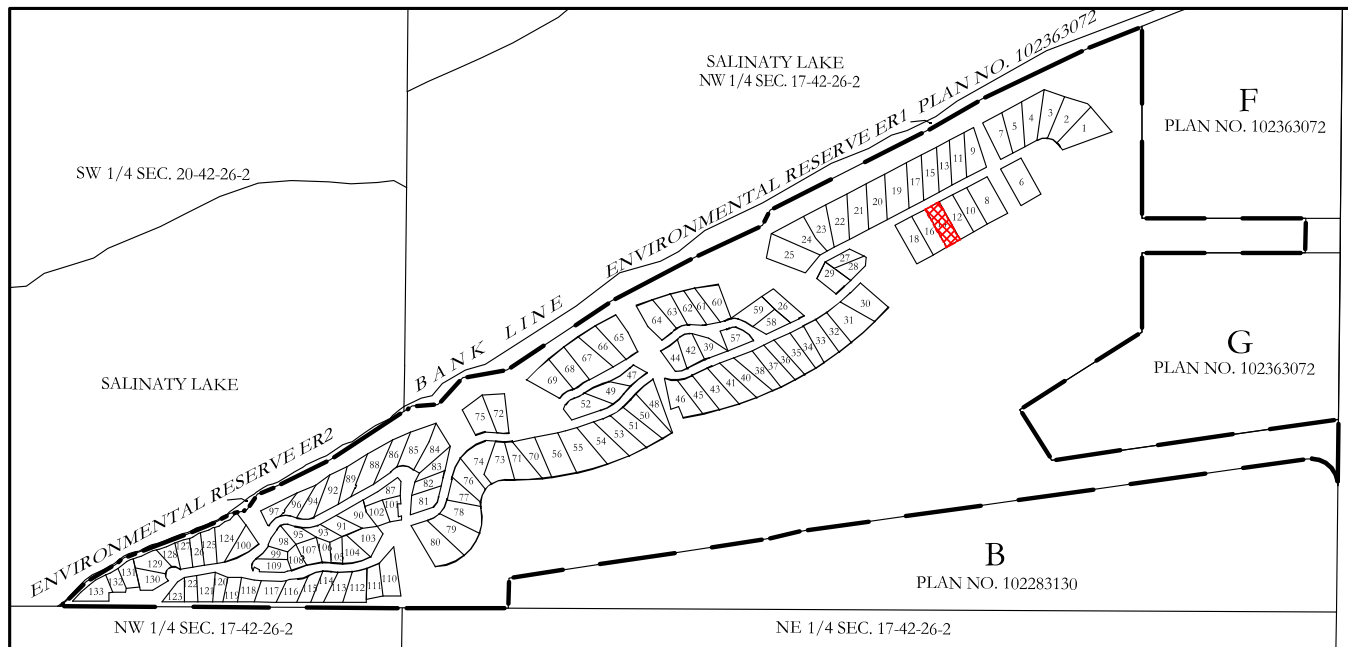 SALINATY LAKE
NW 1/4 SEC. 17-42-26-2
F
PLAN NO. 102363072
SW 1/4 SEC. 20-42-26-2
ENVIRONMENTAL RESERVE ER1 PLAN NO. 102363072
7 5 4 3 2 1
9 11 13 15 17 19 20 21 22 23 24 25
6
8 10 12 16 18
27 28 29
30 31 32 33 34 35 36 37 38 40 41 43 45 46
G
PLAN NO. 102363072
64 63 62 61 60
59 26 58
57 39 42 44
65 66 67 68 69
BANK LINE
SALINATY LAKE
47 49 52
48 50 51 53 54 55 56 70 71 73 74 76 77 78 79 80
75 72
84 85 86 88 89 92 94 96 97
83 82 81
87 90 91 93 95 98 99
101 102 103 104 105 106 107 108 109
ENVIRONMENTAL RESERVE ER2
100 124 125 126 127 128 129 130 131 132 133
110 111 112 113 114 115 116 117 118 119 120 121 122 123
B
PLAN NO. 102283130
NW 1/4 SEC. 17-42-26-2
NE 1/4 SEC. 17-42-26-2